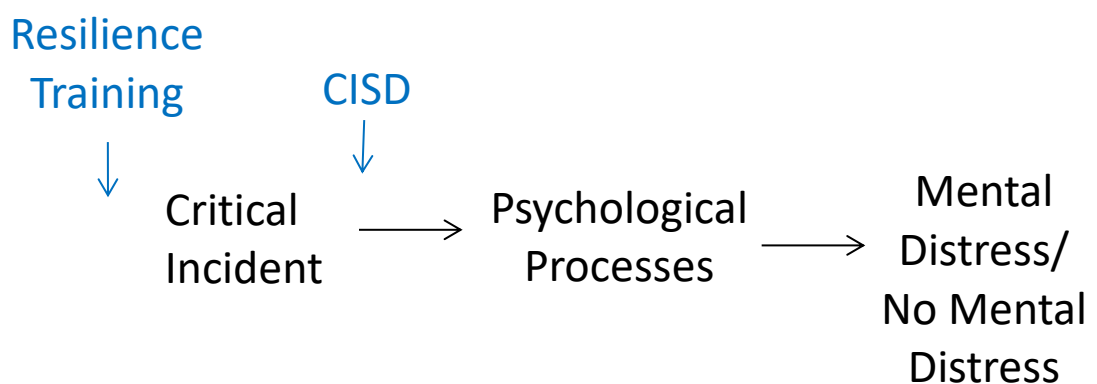 Resilience
Training
CISD
Critical
Incident
Psychological
Processes
Mental
Distress/
No Mental
Distress